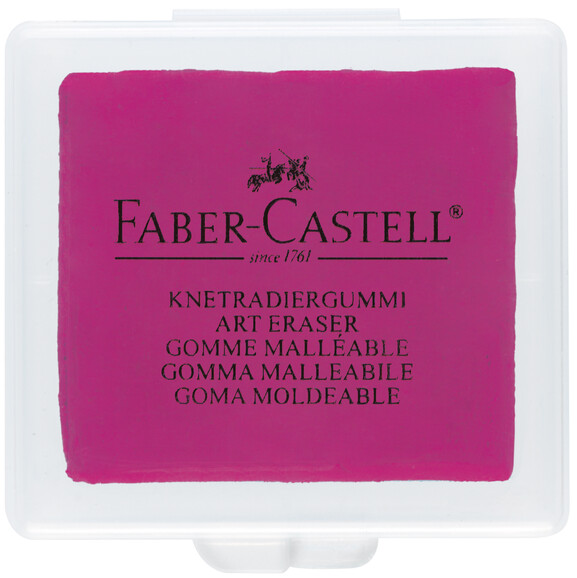 FABER-CASTELL®
since 1761
KNETRADIERGUMMI
ART ERASER
GOMME MALLÉABLE
GOMMA MALLEABILE
GOMA MOLDEABLE